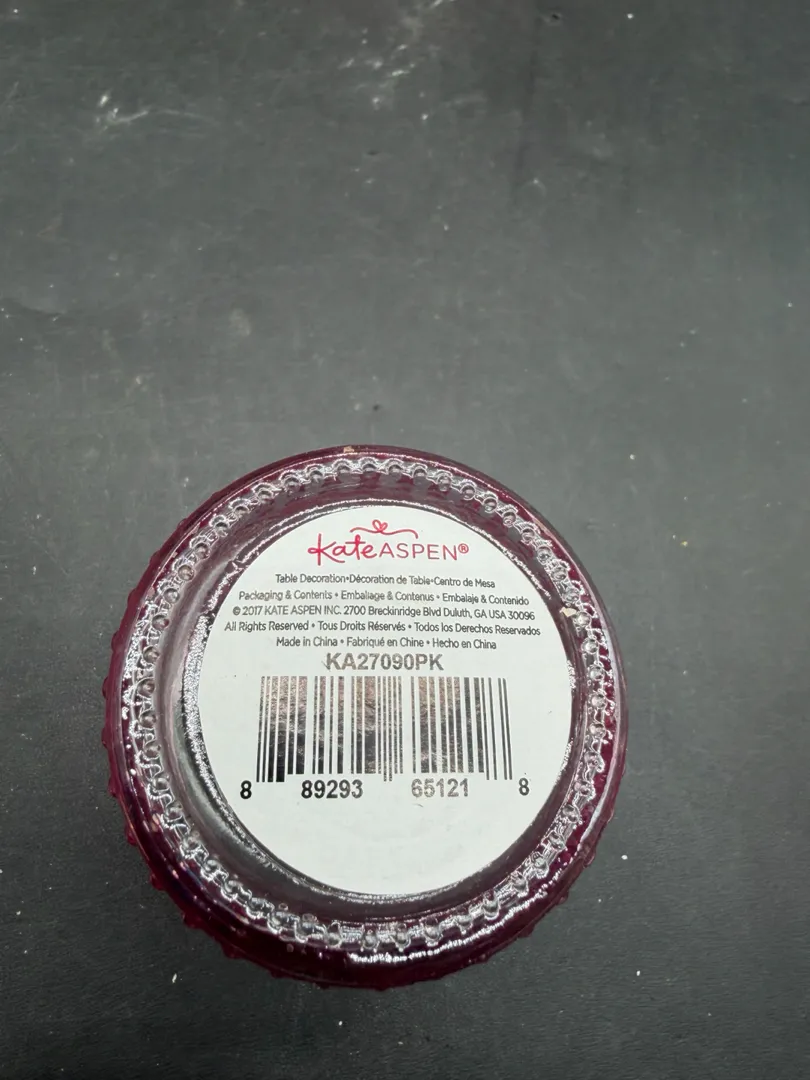 Kate ASPEN®
Table Decoration•Décoration de Table•Centro de Mesa
Packaging & Contents • Emballage & Contenus • Embalaje & Contenido
© 2017 KATE ASPEN INC. 2700 Breckinridge Blvd Duluth, GA USA 30096
All Rights Reserved • Tous Droits Réservés • Todos los Derechos Reservados
Made in China • Fabriqué en Chine • Hecho en China
KA27090PK
8 89293 65121 8